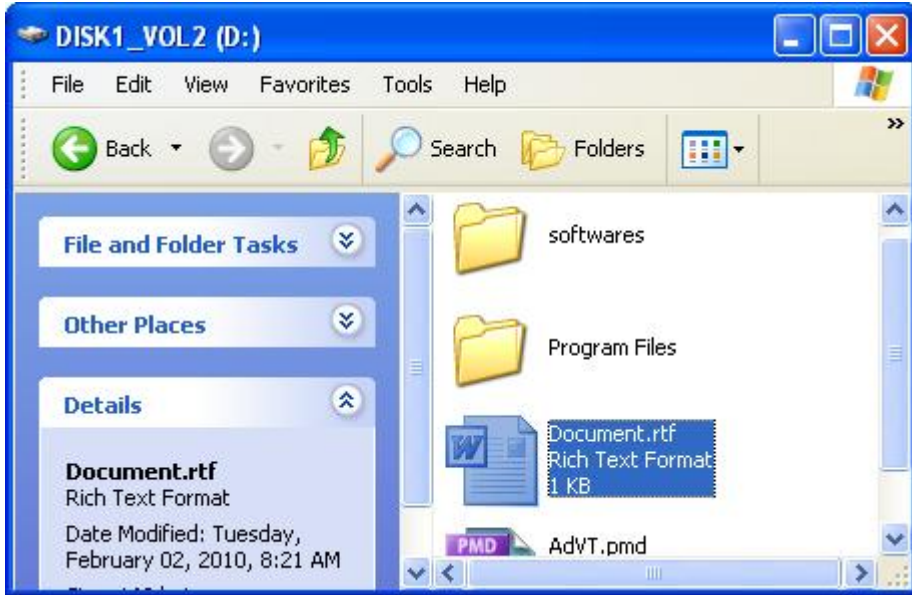 DISK1_VOL2 (D:)
File Edit View Favorites Tools Help
Back Search Folders »
File and Folder Tasks
Other Places
Details
Document.rtf
Rich Text Format
Date Modified: Tuesday,
February 02, 2010, 8:21 AM
softwares
Program Files
W
Document.rtf
Rich Text Format
1 KB
PMD AdVT.pmd